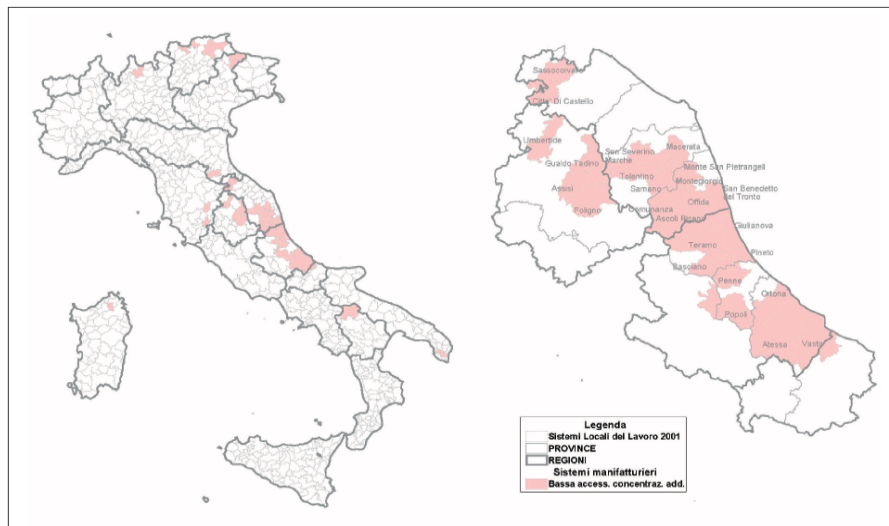 Sassocorvaro
Citta' Di Castello
Umbertide
Gualdo Tadino
San Severino
Marche
Maserata
Tolentino
Monte San Pietrangeli
Montegiorgio
Assisi
Sarnano
San Benedetto
del Tronto
Offida
Foligno
Comunanza
Ascoli Piceno
Giulianova
Teramo
Pineto
Basciano
Penne
Ortona
Popoli
Atessa
Vasto
Legenda
Sistemi Locali del Lavoro 2001
PROVINCE
REGIONI
Sistemi manifatturieri
Bassa access. concentraz. add.